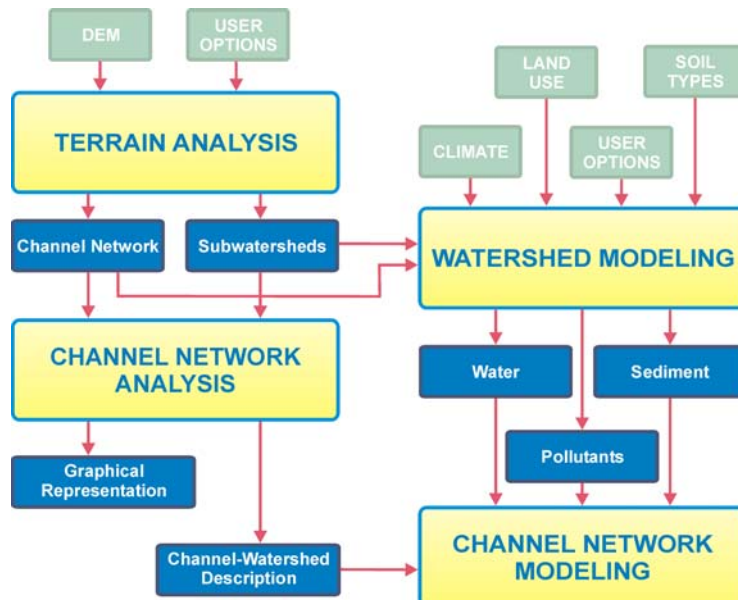 DEM
USER
OPTIONS
LAND
USE
SOIL
TYPES
TERRAIN ANALYSIS
CLIMATE
USER
OPTIONS
Channel Network
Subwatersheds
WATERSHED MODELING
CHANNEL NETWORK
ANALYSIS
Water
Sediment
Graphical
Representation
Pollutants
Channel-Watershed
Description
CHANNEL NETWORK
MODELING